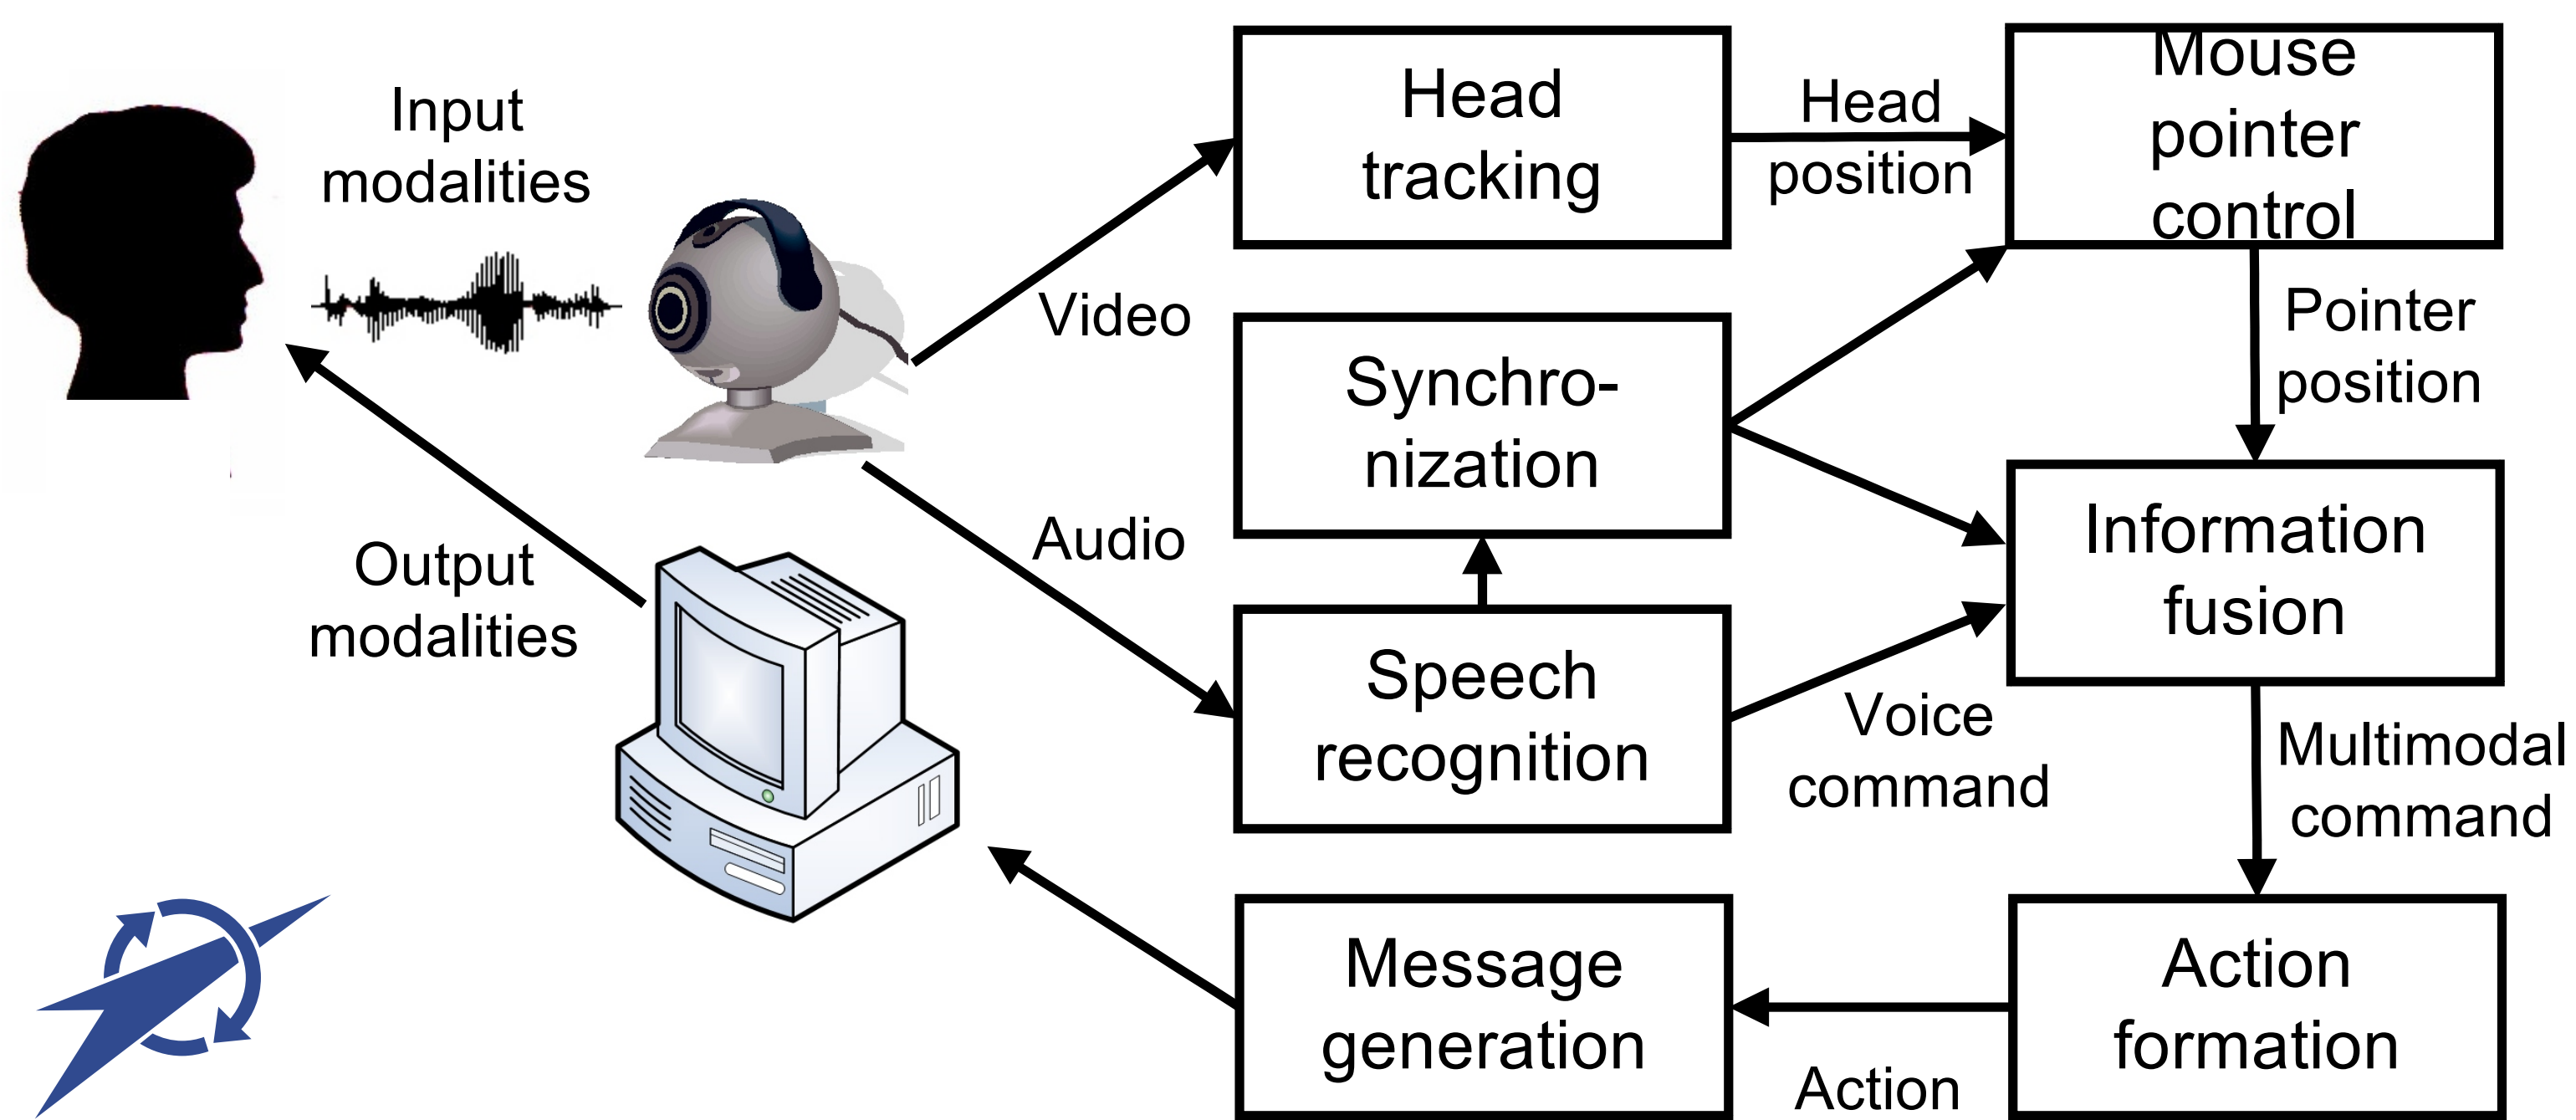 Input
modalities
Head
tracking
Head
position
Mouse
pointer
control
Video
Synchro-
nization
Pointer
position
Audio
Output
modalities
Information
fusion
Speech
recognition
Voice
command
Multimodal
command
Message
generation
Action
Action
formation